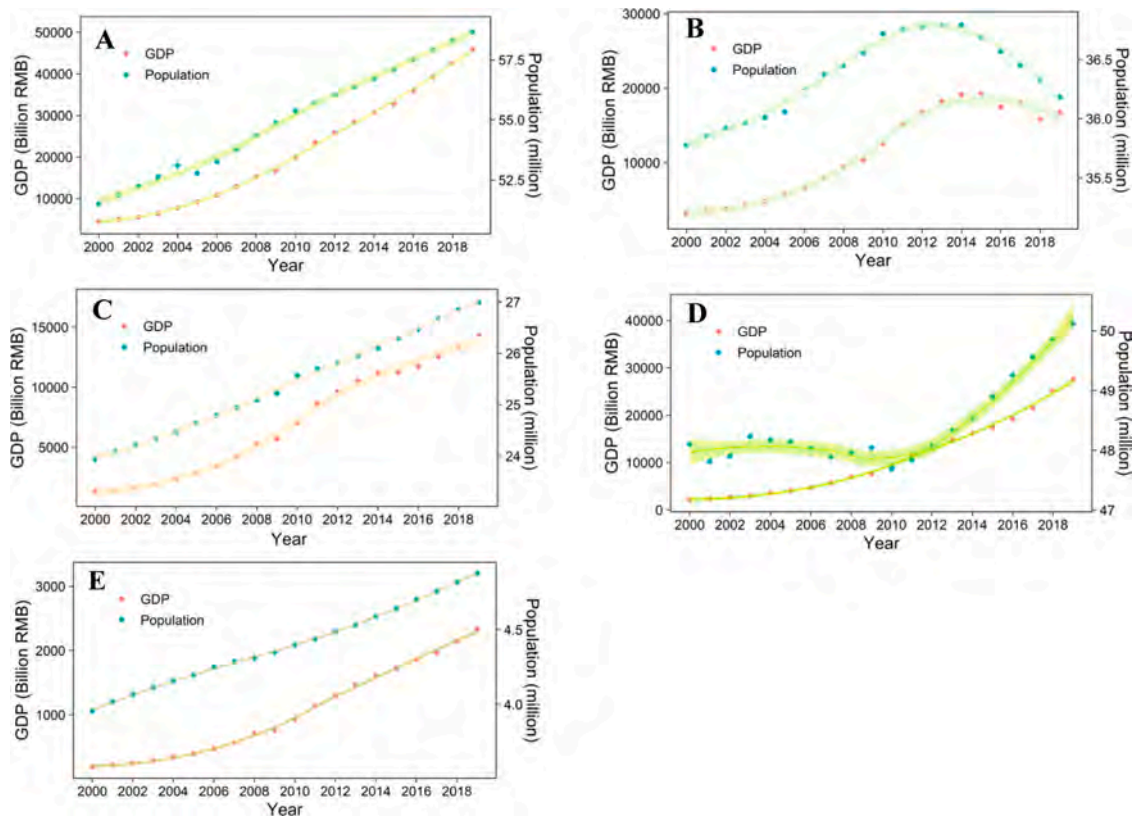 A
GDP
Population
50000
40000
30000
20000
10000
GDP (Billion RMB)
57.5
55.0
52.5
Population (million)
2000 2002 2004 2006 2008 2010 2012 2014 2016 2018
Year
B
GDP
Population
30000
20000
10000
GDP (Billion RMB)
36.5
36.0
35.5
Population (million)
2000 2002 2004 2006 2008 2010 2012 2014 2016 2018
Year
C
GDP
Population
15000
10000
5000
GDP (Billion RMB)
27
26
25
24
Population (million)
2000 2002 2004 2006 2008 2010 2012 2014 2016 2018
Year
D
GDP
Population
40000
30000
20000
10000
0
GDP (Billion RMB)
50
49
48
47
Population (million)
2000 2002 2004 2006 2008 2010 2012 2014 2016 2018
Year
E
GDP
Population
3000
2000
1000
GDP (Billion RMB)
4.5
4.0
Population (million)
2000 2002 2004 2006 2008 2010 2012 2014 2016 2018
Year